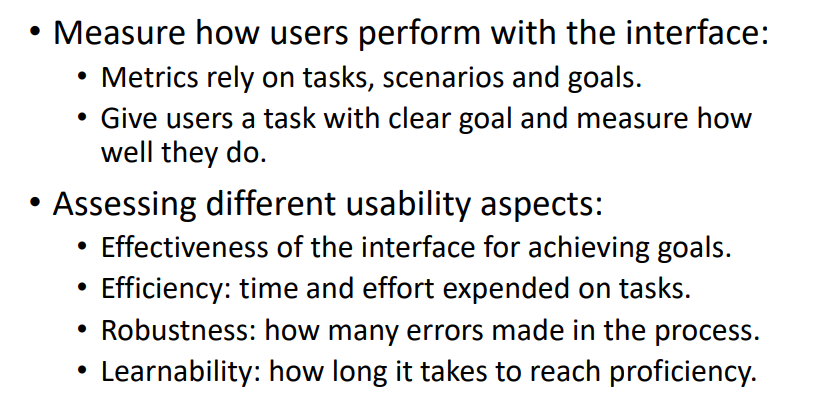 • Measure how users perform with the interface:
• Metrics rely on tasks, scenarios and goals.
• Give users a task with clear goal and measure how
well they do.
• Assessing different usability aspects:
• Effectiveness of the interface for achieving goals.
• Efficiency: time and effort expended on tasks.
• Robustness: how many errors made in the process.
• Learnability: how long it takes to reach proficiency.